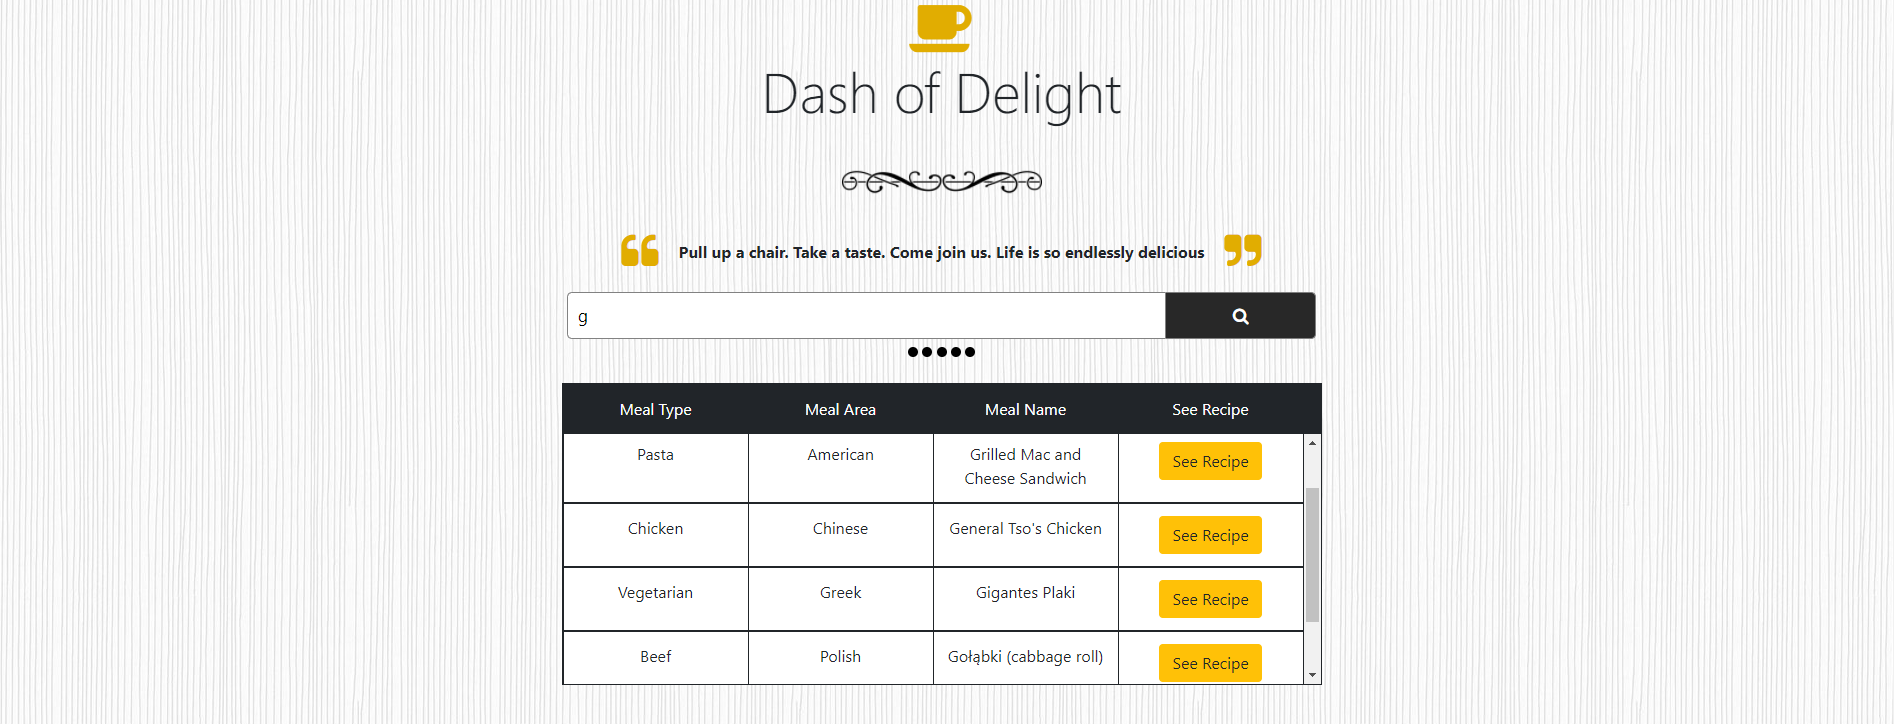 Dash of Delight
Pull up a chair. Take a taste. Come join us. Life is so endlessly delicious
g
Meal Type Meal Area Meal Name See Recipe
Pasta American Grilled Mac and Cheese Sandwich See Recipe
Chicken Chinese General Tso's Chicken See Recipe
Vegetarian Greek Gigantes Plaki See Recipe
Beef Polish Gołąbki (cabbage roll) See Recipe